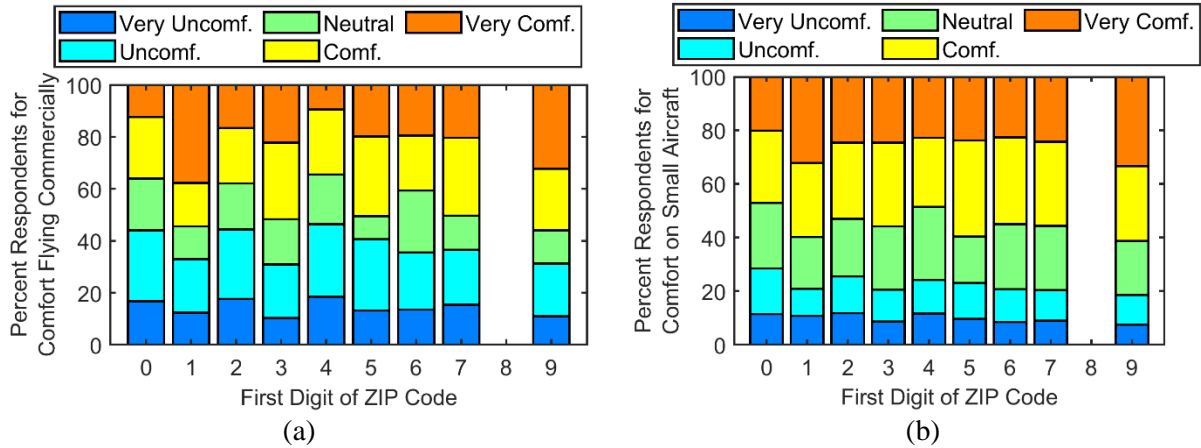 Very Uncomf. Neutral Very Comf.
Uncomf. Comf.
Percent Respondents for
Comfort Flying Commercially
100
80
60
40
20
0
0 1 2 3 4 5 6 7 8 9
First Digit of ZIP Code
(a)
Very Uncomf. Neutral Very Comf.
Uncomf. Comf.
Percent Respondents for
Comfort on Small Aircraft
100
80
60
40
20
0
0 1 2 3 4 5 6 7 8 9
First Digit of ZIP Code
(b)